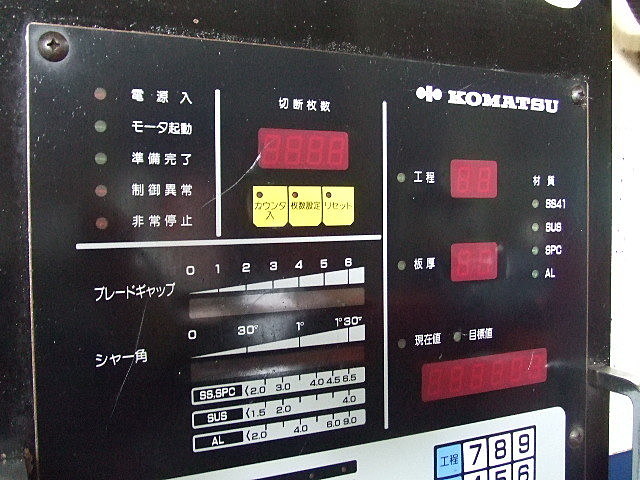 電源入
モータ起動
準備完了
制御異常
非常停止
切断枚数
カウンタ入
枚数設定
リセット
KOMATSU
工程
板厚
材質
SS41
SUS
SPC
AL
現在値 目標値
ブレードギャップ
0 1 2 3 4 5 6
シャー角
0 30′ 1° 1°30′
SS,SPC 〈2.0 3.0 4.0 4.5 6.5
SUS 〈1.5 2.0 4.0
AL 〈2.0 4.0 6.0 9.0
工程 7 8 9
4 5 6